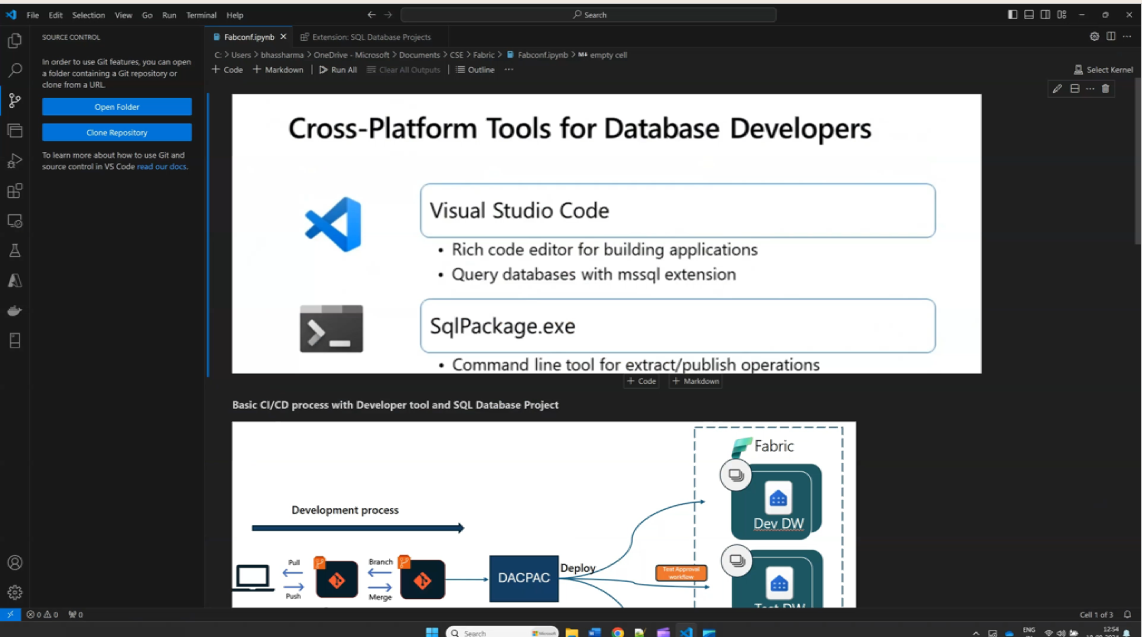 File Edit Selection View Go Run Terminal Help
Search
SOURCE CONTROL
In order to use Git features, you can open
a folder containing a Git repository or
clone from a URL.
Open Folder
Clone Repository
To learn more about how to use Git and
source control in VS Code read our docs.
Fabconf.ipynb
Extension: SQL Database Projects
C: > Users > bhassharma > OneDrive - Microsoft > Documents > CSE > Fabric > Fabconf.ipynb > M↓ empty cell
+ Code + Markdown Run All Clear All Outputs Outline ...
Select Kernel
Cross-Platform Tools for Database Developers
Visual Studio Code
• Rich code editor for building applications
• Query databases with mssql extension
SqlPackage.exe
• Command line tool for extract/publish operations
+ Code + Markdown
Basic CI/CD process with Developer tool and SQL Database Project
Fabric
Development process
Dev DW
Pull
Push
Branch
Merge
DACPAC
Deploy
Test Approval
workflow
Test DW
0 0 0
Cell 1 of 3
Search
Microsoft
ENG
12:54